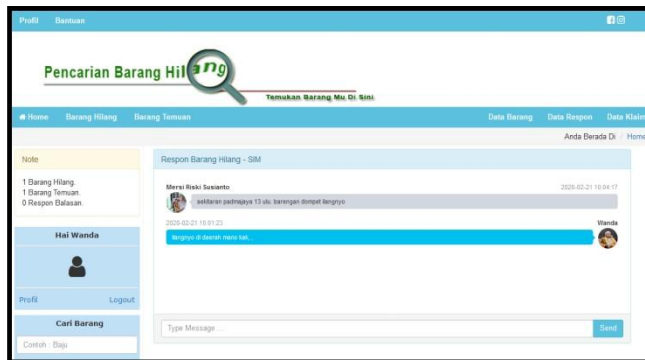 Profil Bantuan
Pencarian Barang Hilang
Temukan Barang Mu Di Sini
Home Barang Hilang Barang Temuan Data Barang Data Respon Data Klaim
Anda Berada Di / Home
Note
1 Barang Hilang.
1 Barang Temuan.
0 Respon Balasan.
Hai Wanda
Profil Logout
Cari Barang
Contoh : Baju
Respon Barang Hilang - SIM
Mersi Riski Susianto 2020-02-21 10:04:17
sekitaran padmajaya 13 ulu. barengan dompet ilangnyo
2020-02-21 10:01:23 Wanda
ilangnyo di daerah mano kak,
Type Message ...
Send